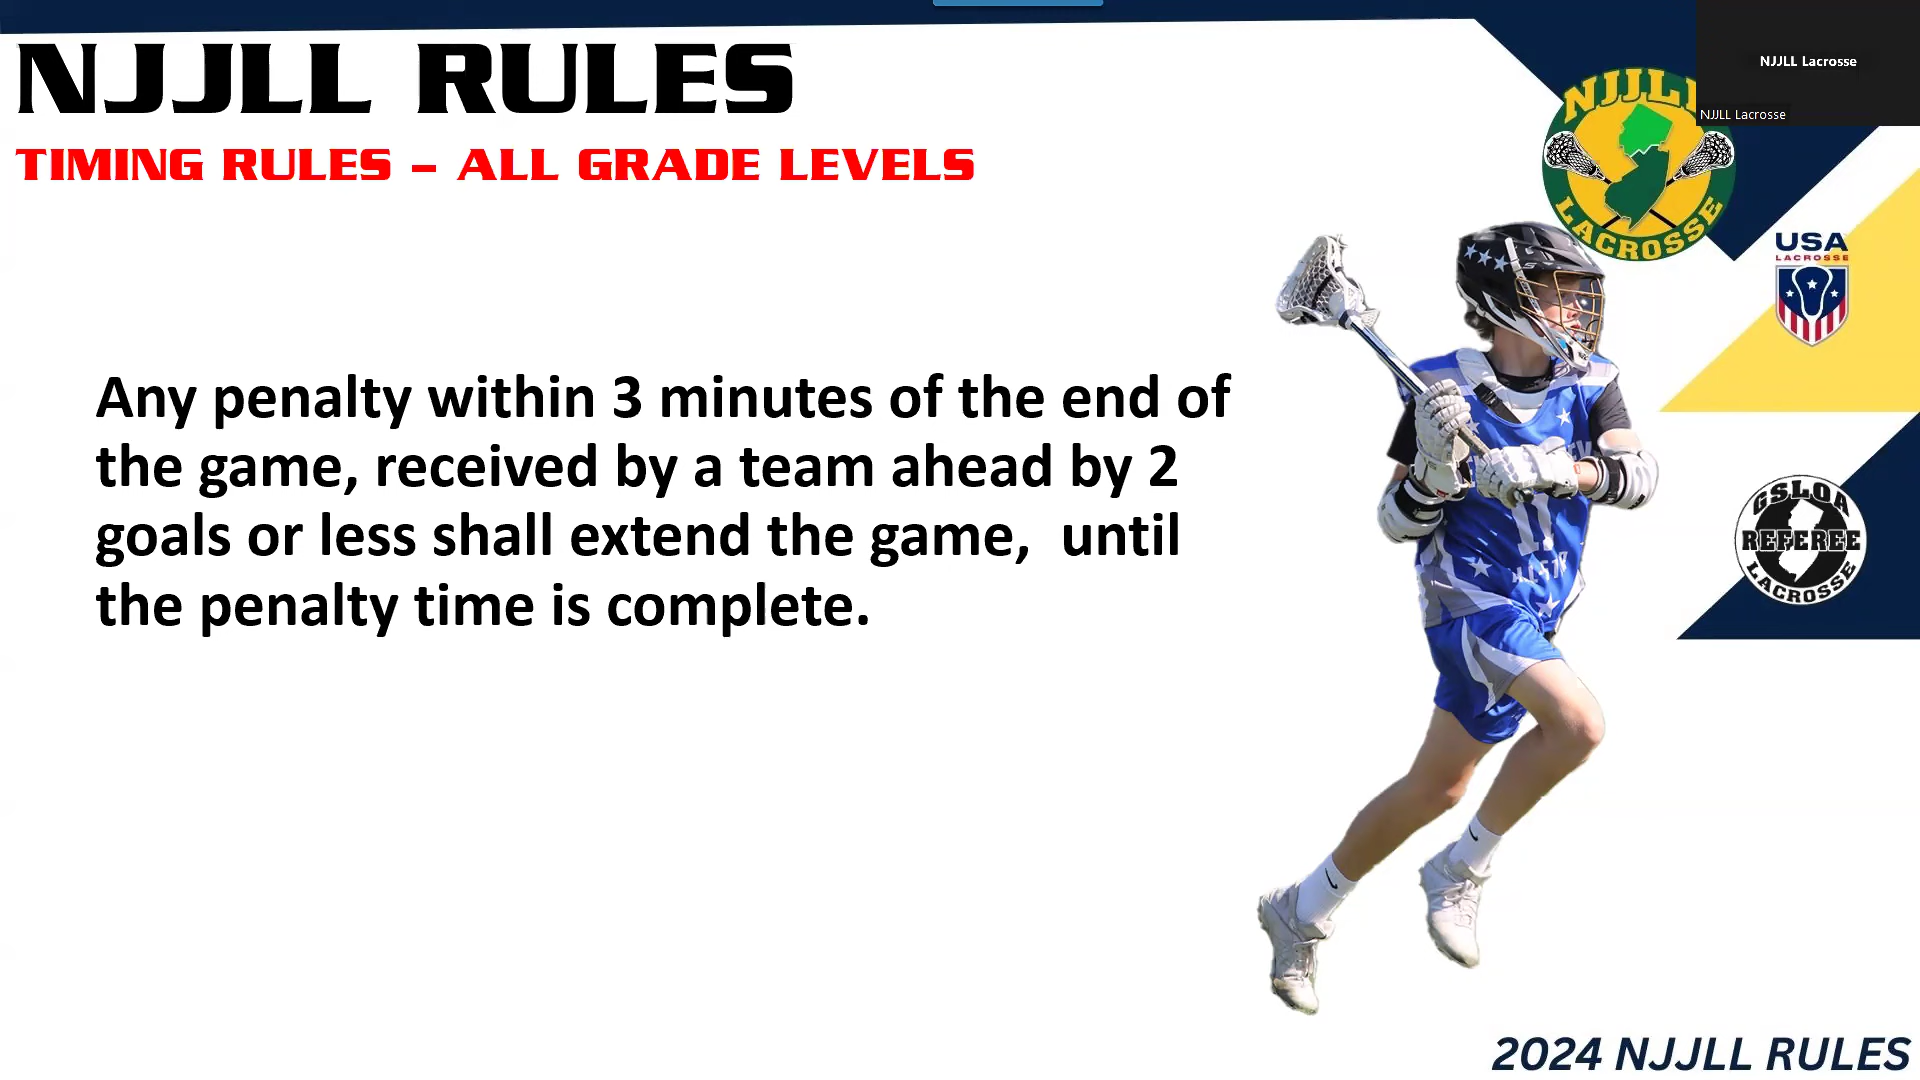 NJJLL RULES
TIMING RULES – ALL GRADE LEVELS
NJJLL Lacrosse
NJJLL Lacrosse
NJJLL
LACROSSE
USA
LACROSSE
Any penalty within 3 minutes of the end of
the game, received by a team ahead by 2
goals or less shall extend the game,  until
the penalty time is complete.
GSLOA
REFEREE
LACROSSE
11
2024 NJJLL RULES